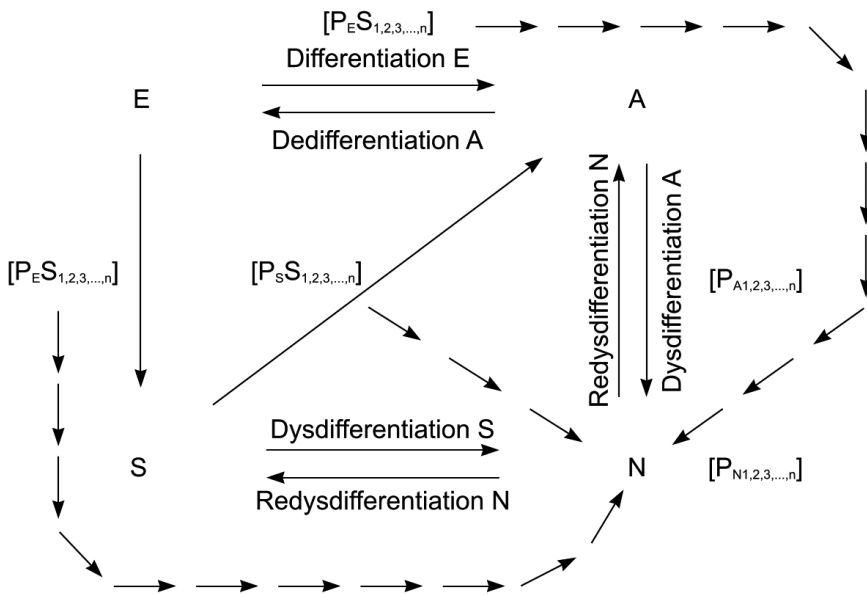 [PES1,2,3,...,n]
Differentiation E
E
A
Dedifferentiation A
Redysdifferentiation N
Dysdifferentiation A
[PES1,2,3,...,n]
[PSS1,2,3,...,n]
[PA1,2,3,...,n]
Dysdifferentiation S
S
N
[PN1,2,3,...,n]
Redysdifferentiation N